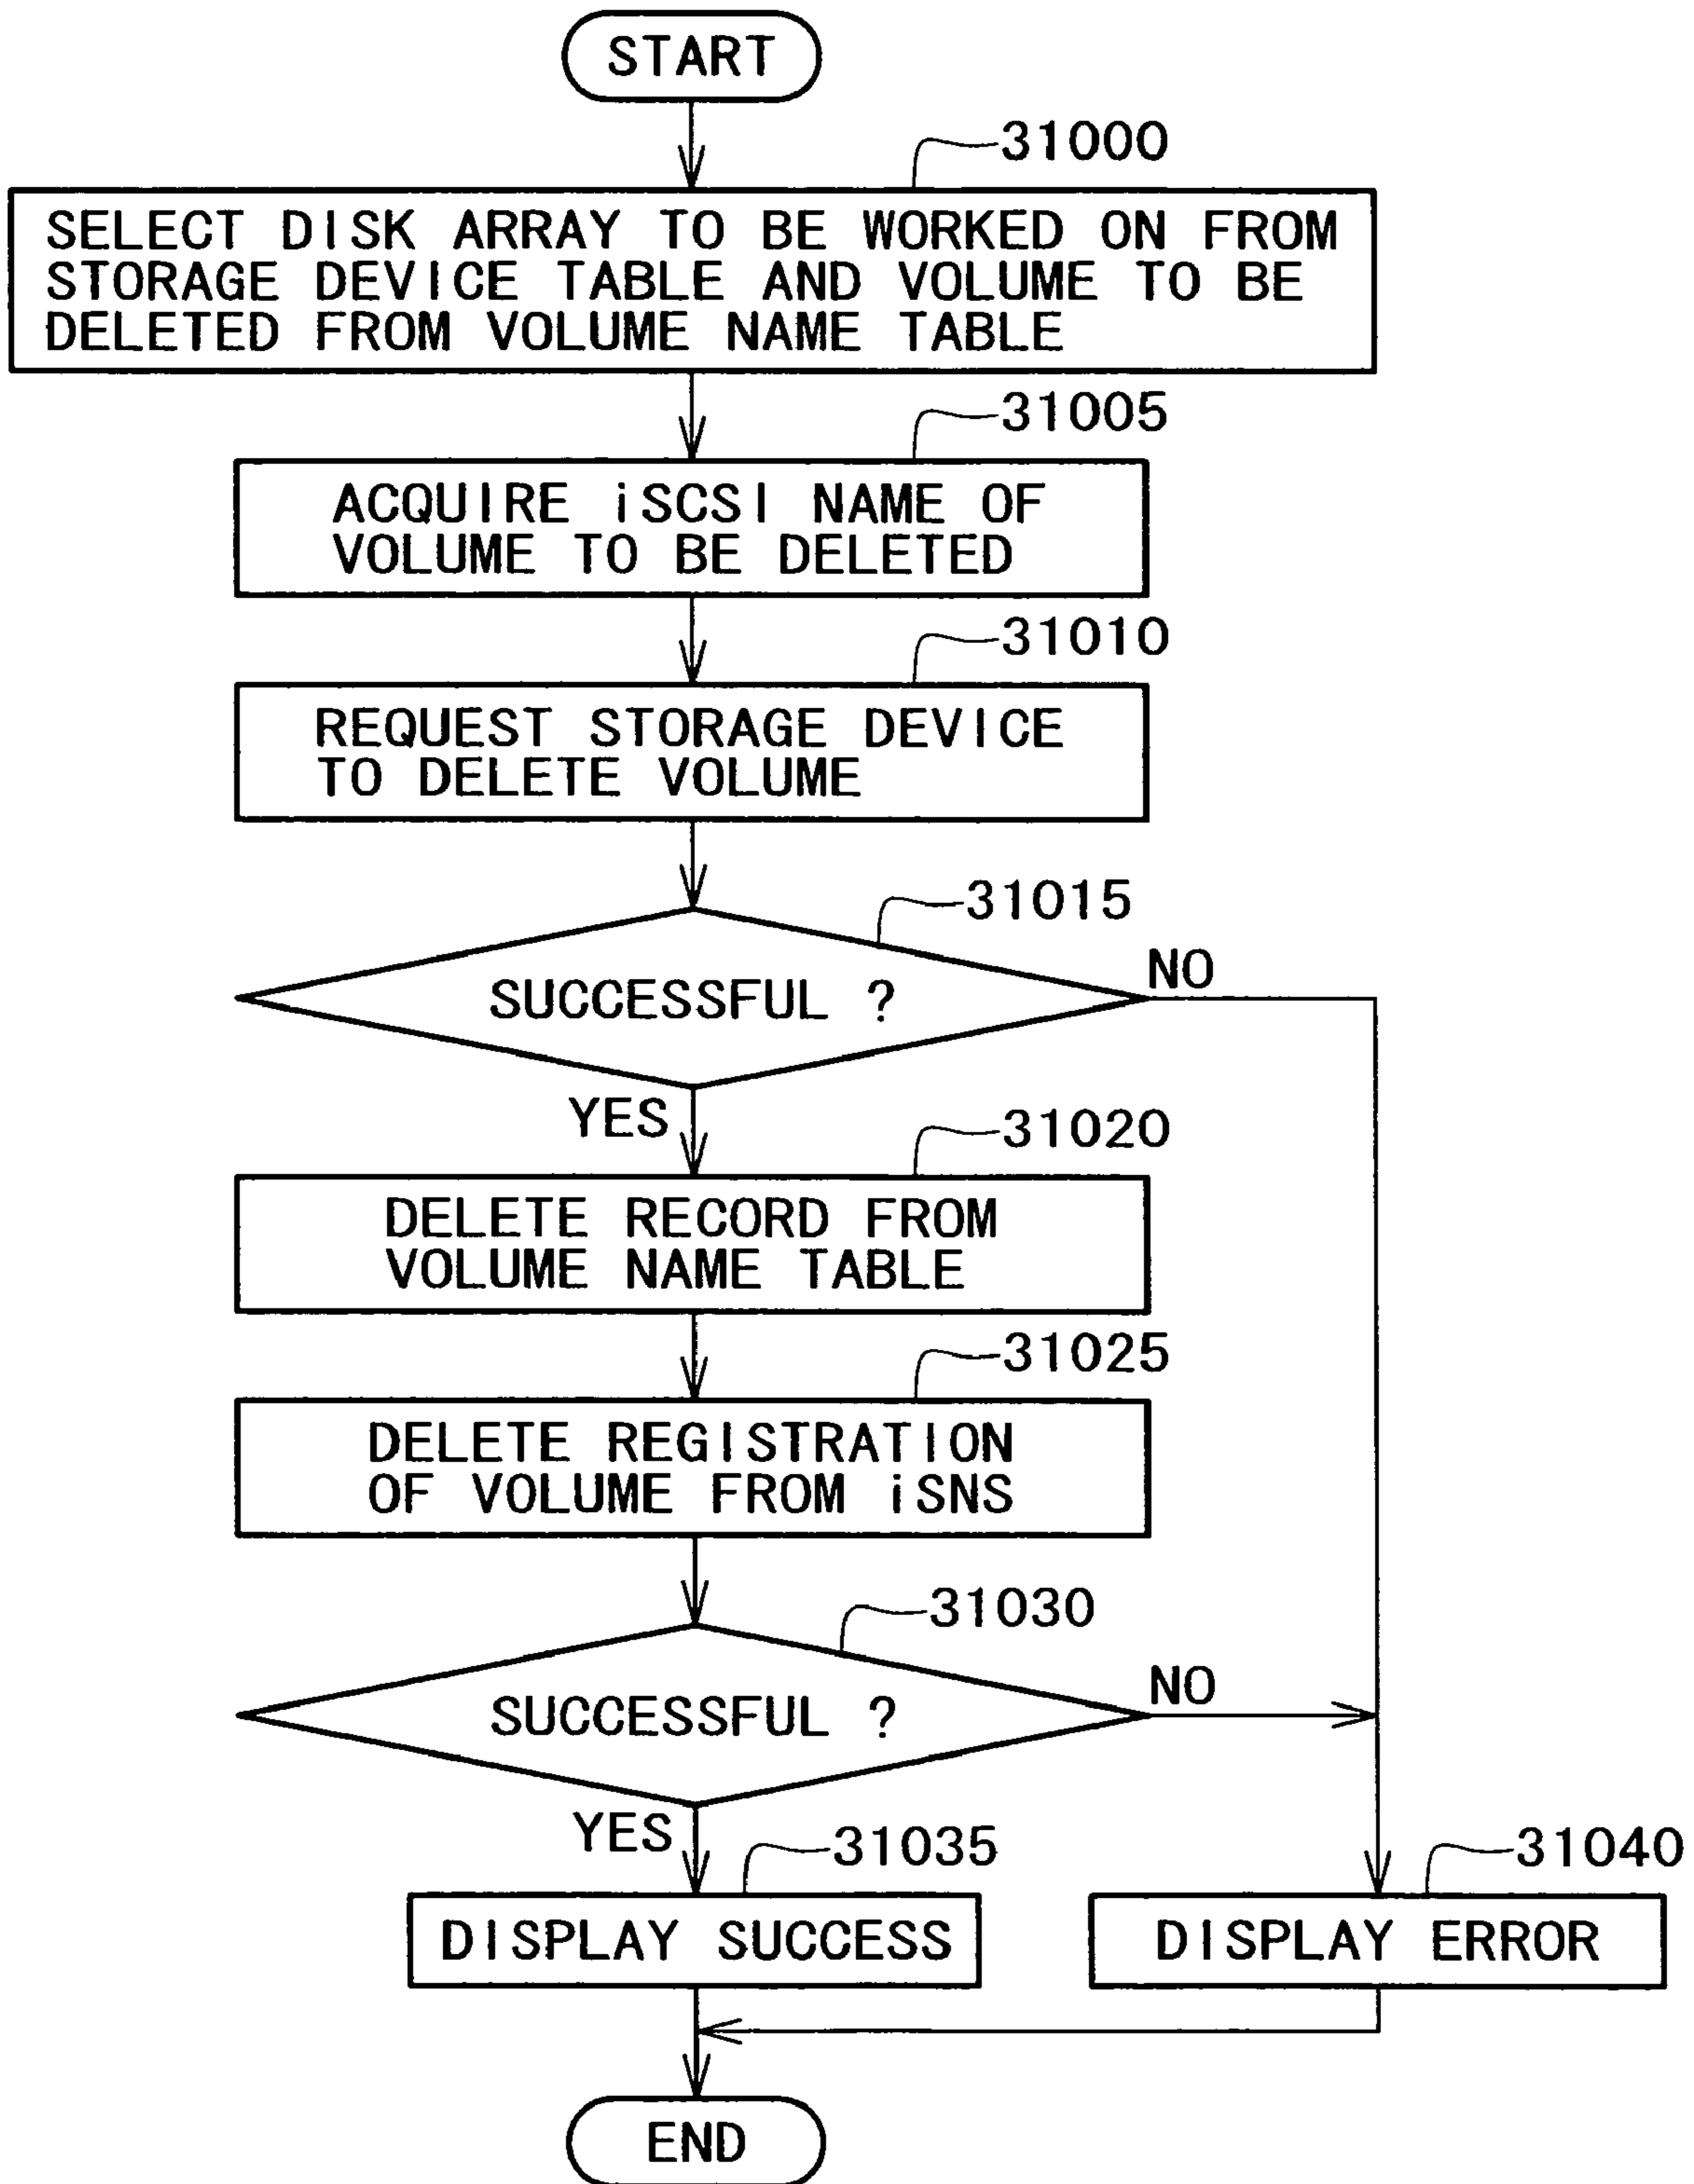 START
31000
SELECT DISK ARRAY TO BE WORKED ON FROM
STORAGE DEVICE TABLE AND VOLUME TO BE
DELETED FROM VOLUME NAME TABLE
31005
ACQUIRE iSCSI NAME OF
VOLUME TO BE DELETED
31010
REQUEST STORAGE DEVICE
TO DELETE VOLUME
31015
SUCCESSFUL ?
NO
YES
31020
DELETE RECORD FROM
VOLUME NAME TABLE
31025
DELETE REGISTRATION
OF VOLUME FROM iSNS
31030
SUCCESSFUL ?
NO
YES
31035
31040
DISPLAY SUCCESS
DISPLAY ERROR
END